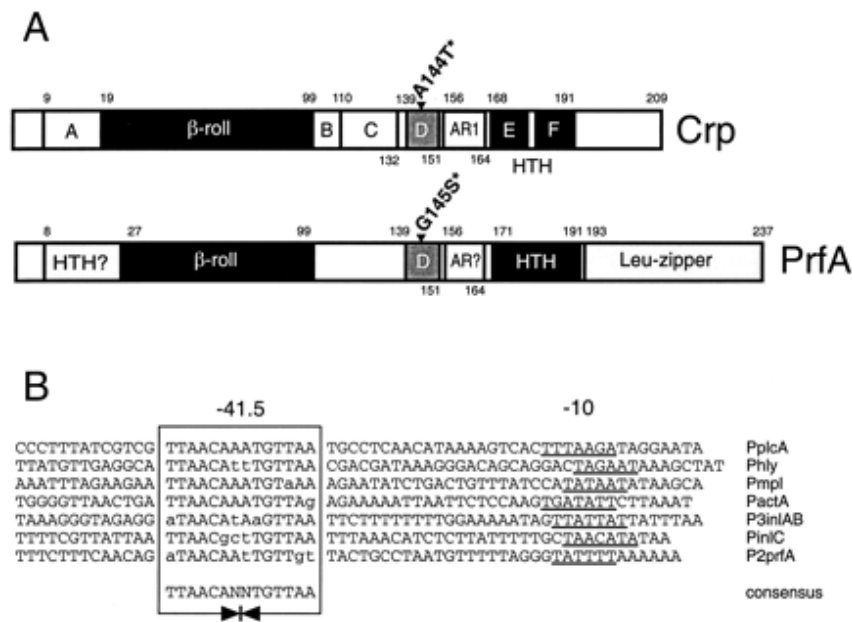 A
A144T*
9 19 99 110 139 156 168 191 209
A β-roll B C D AR1 E F Crp
132 151 164 HTH
G145S*
8 27 99 139 156 171 191 193 237
HTH? β-roll D AR? HTH Leu-zipper PrfA
151 164
B
-41.5 -10
CCCTTTATCGTCG TTAACAAATGTTAA TGCCTCAACATAAAAGTCACTTTAAGATAGGAATA PplcA
TTATGTTGAGGCA TTAACAttTGTTAA CGACGATAAAGGGACAGCAGGACTAGAATAAAGCTAT Phly
AAATTTAGAAGAA TTAACAAATGTaAA AGAATATCTGACTGTTTATCCATATAATATAAGCA Pmpl
TGGGGTTAACTGA TTAACAAATGTTAg AGAAAAATTAATTCTCCAAGTGATATTCTTAAAT PactA
TAAAGGGTAGAGG aTAACAtAaGTTAA TTCTTTTTTTTGGAAAAATAGTTATTATTATTTAA P3inlAB
TTTTCGTTATTAA TTAACgctTGTTAA TTTAAACATCTCTTATTTTTGCTAACATATAA PinlC
TTTCTTTCAACAG aTAACAAtTGTTgt TACTGCCTAATGTTTTTAGGGTATTTTAAAAAA P2prfA
TTAACANNTGTTAA consensus